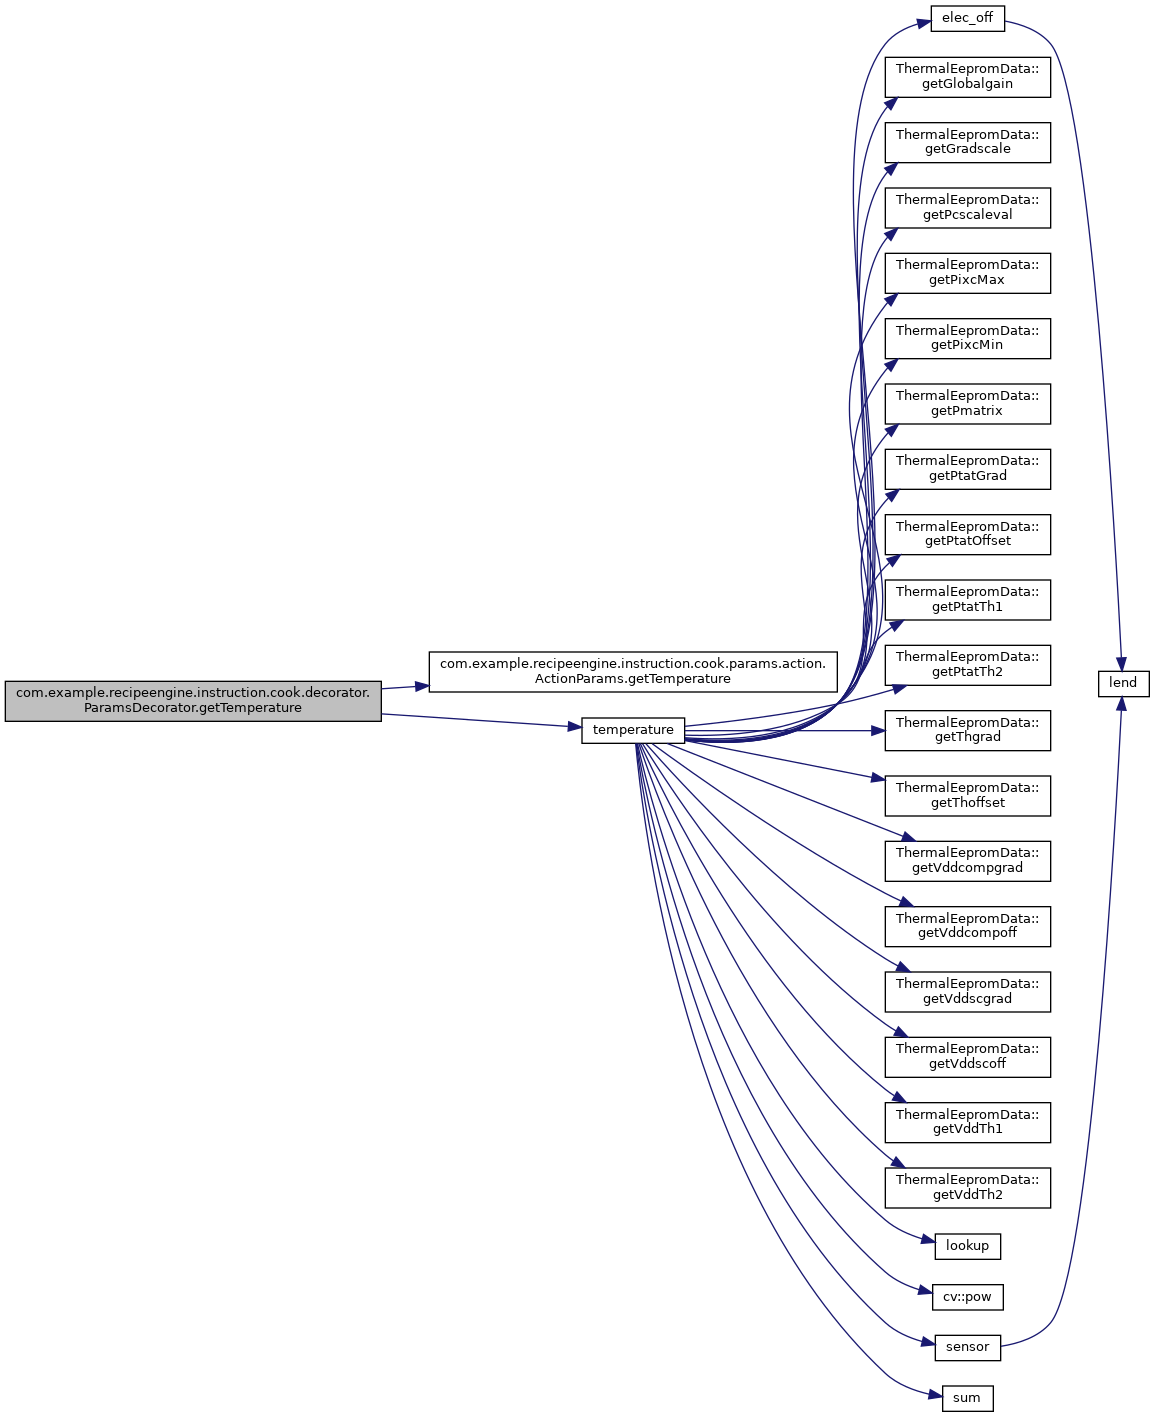 elec_off
ThermalEepromData::
getGlobalgain
ThermalEepromData::
getGradscale
ThermalEepromData::
getPcscaleval
ThermalEepromData::
getPixcMax
ThermalEepromData::
getPixcMin
ThermalEepromData::
getPmatrix
ThermalEepromData::
getPtatGrad
ThermalEepromData::
getPtatOffset
ThermalEepromData::
getPtatTh1
com.example.recipeengine.instruction.cook.decorator.
ParamsDecorator.getTemperature
com.example.recipeengine.instruction.cook.params.action.
ActionParams.getTemperature
temperature
ThermalEepromData::
getPtatTh2
lend
ThermalEepromData::
getThgrad
ThermalEepromData::
getThoffset
ThermalEepromData::
getVddcompgrad
ThermalEepromData::
getVddcompoff
ThermalEepromData::
getVddscgrad
ThermalEepromData::
getVddscoff
ThermalEepromData::
getVddTh1
ThermalEepromData::
getVddTh2
lookup
cv::pow
sensor
sum